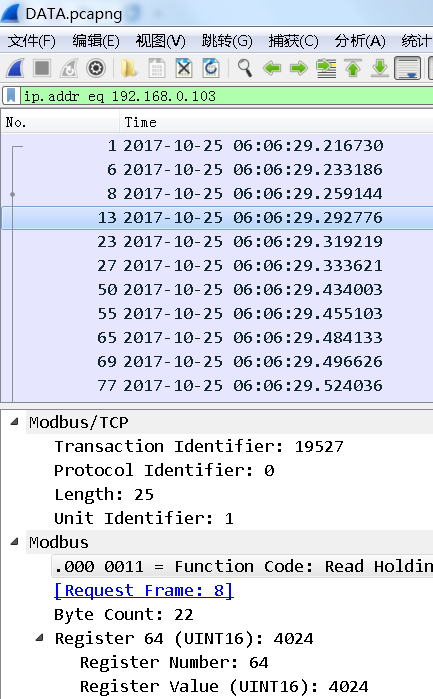 DATA.pcapng
文件(F) 编辑(E) 视图(V) 跳转(G) 捕获(C) 分析(A) 统计
ip.addr eq 192.168.0.103
No. Time
1 2017-10-25 06:06:29.216730
6 2017-10-25 06:06:29.233186
8 2017-10-25 06:06:29.259144
13 2017-10-25 06:06:29.292776
23 2017-10-25 06:06:29.319219
27 2017-10-25 06:06:29.333621
50 2017-10-25 06:06:29.434003
55 2017-10-25 06:06:29.455103
65 2017-10-25 06:06:29.484133
69 2017-10-25 06:06:29.496626
77 2017-10-25 06:06:29.524036
Modbus/TCP
Transaction Identifier: 19527
Protocol Identifier: 0
Length: 25
Unit Identifier: 1
Modbus
.000 0011 = Function Code: Read Holdin
[Request Frame: 8]
Byte Count: 22
Register 64 (UINT16): 4024
Register Number: 64
Register Value (UINT16): 4024